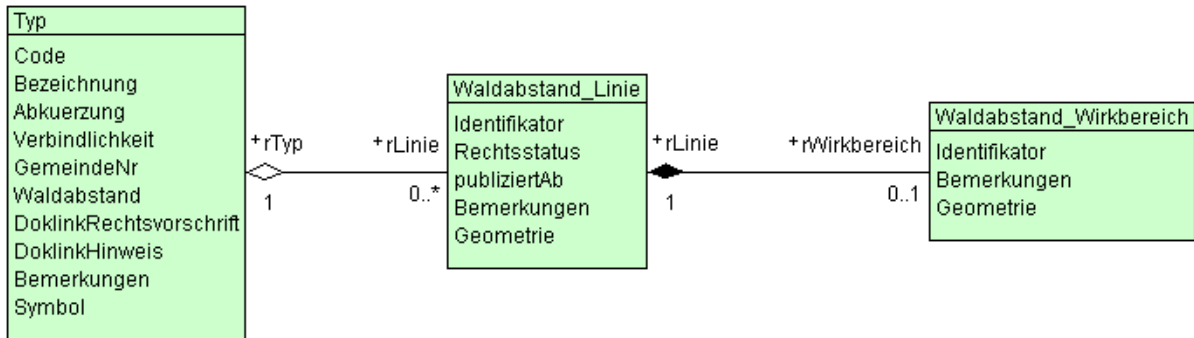 Typ
Code
Bezeichnung
Abkuerzung
Verbindlichkeit
GemeindeNr
Waldabstand
DoklinkRechtsvorschrift
DoklinkHinweis
Bemerkungen
Symbol
+rTyp
1
+rLinie
0..*
Waldabstand_Linie
Identifikator
Rechtsstatus
publiziertAb
Bemerkungen
Geometrie
+rLinie
1
+rWirkbereich
0..1
Waldabstand_Wirkbereich
Identifikator
Bemerkungen
Geometrie